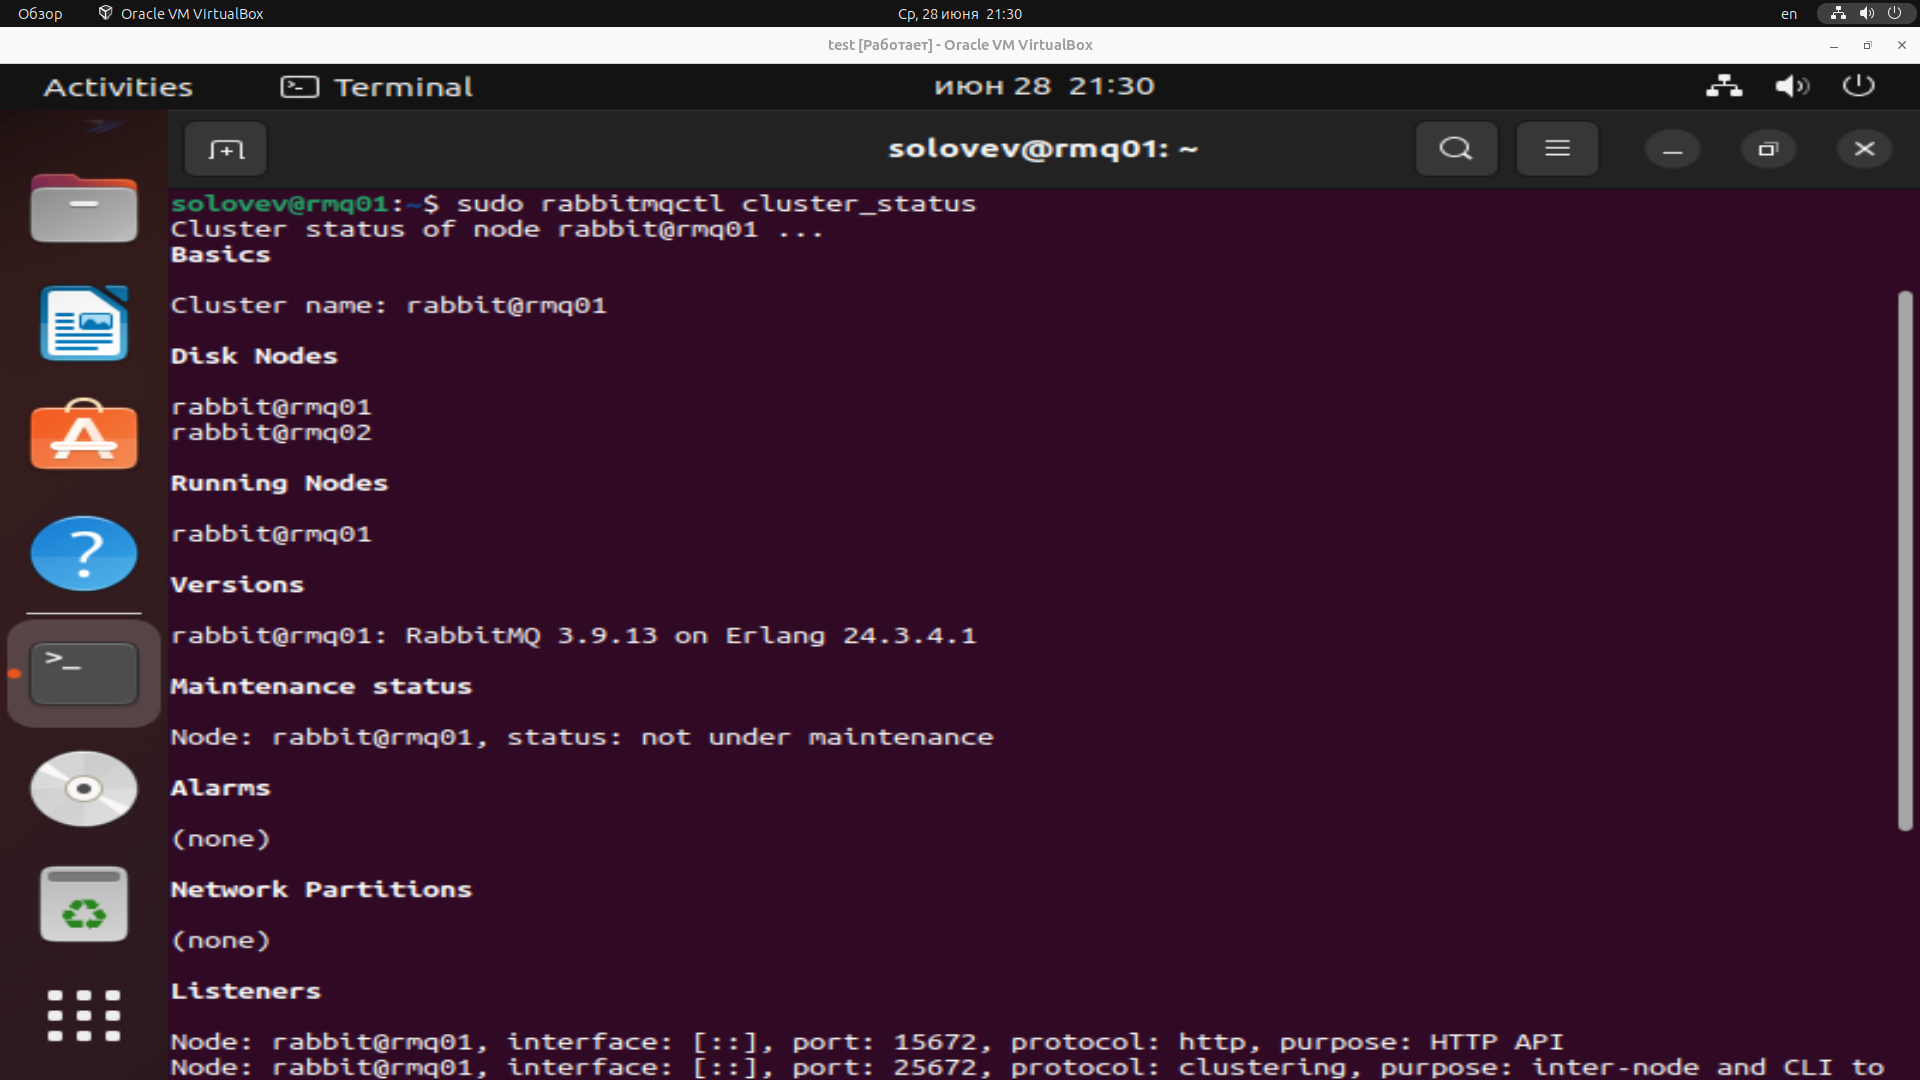 Обзор
Oracle VM VirtualBox
Ср, 28 июня 21:30
en
test [Работает] - Oracle VM VirtualBox
Activities
Terminal
июн 28 21:30
solovev@rmq01: ~
solovev@rmq01:~$ sudo rabbitmqctl cluster_status
Cluster status of node rabbit@rmq01 ...
Basics
Cluster name: rabbit@rmq01
Disk Nodes
rabbit@rmq01
rabbit@rmq02
Running Nodes
rabbit@rmq01
Versions
rabbit@rmq01: RabbitMQ 3.9.13 on Erlang 24.3.4.1
Maintenance status
Node: rabbit@rmq01, status: not under maintenance
Alarms
(none)
Network Partitions
(none)
Listeners
Node: rabbit@rmq01, interface: [::], port: 15672, protocol: http, purpose: HTTP API
Node: rabbit@rmq01, interface: [::], port: 25672, protocol: clustering, purpose: inter-node and CLI to